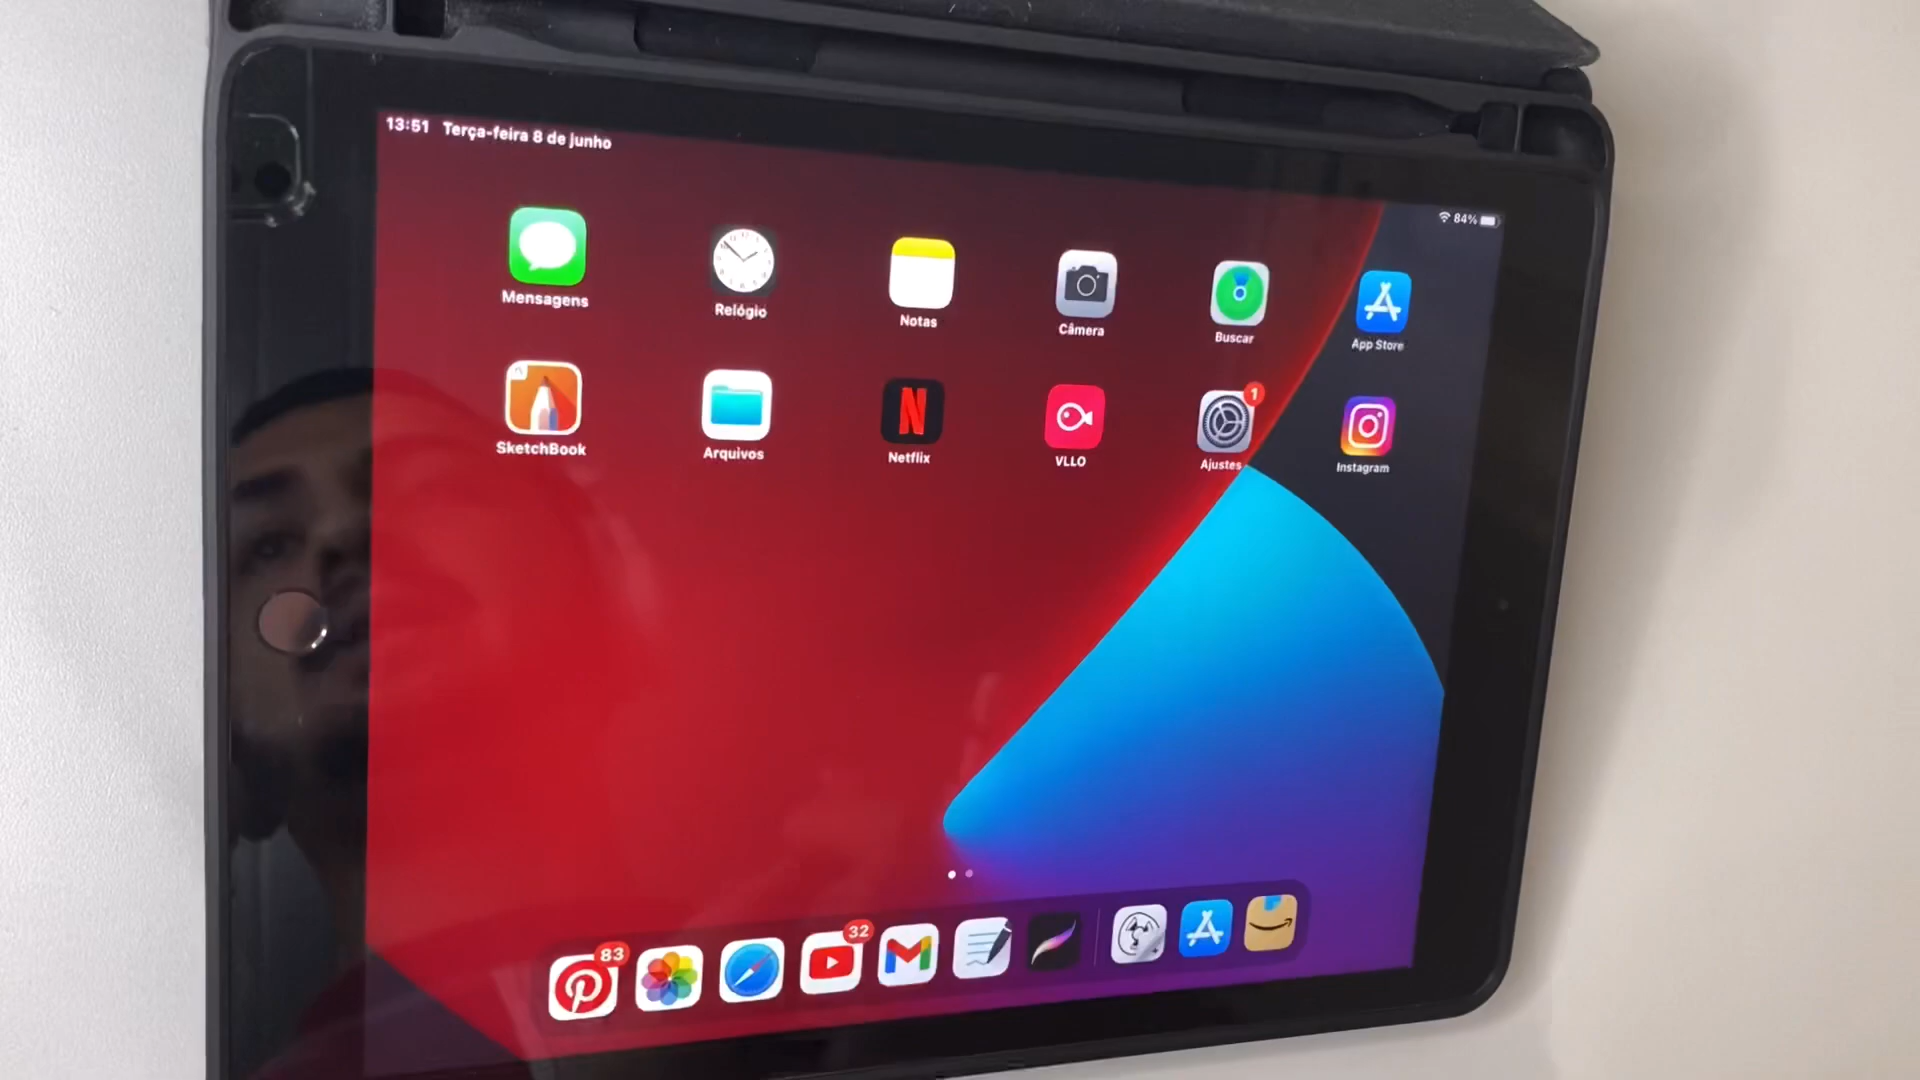 13:51 Terça-feira 8 de junho
84%
Mensagens
Relógio
Notas
Câmera
Buscar
App Store
SketchBook
Arquivos
Netflix
VLLO
1
Ajustes
Instagram
83
32